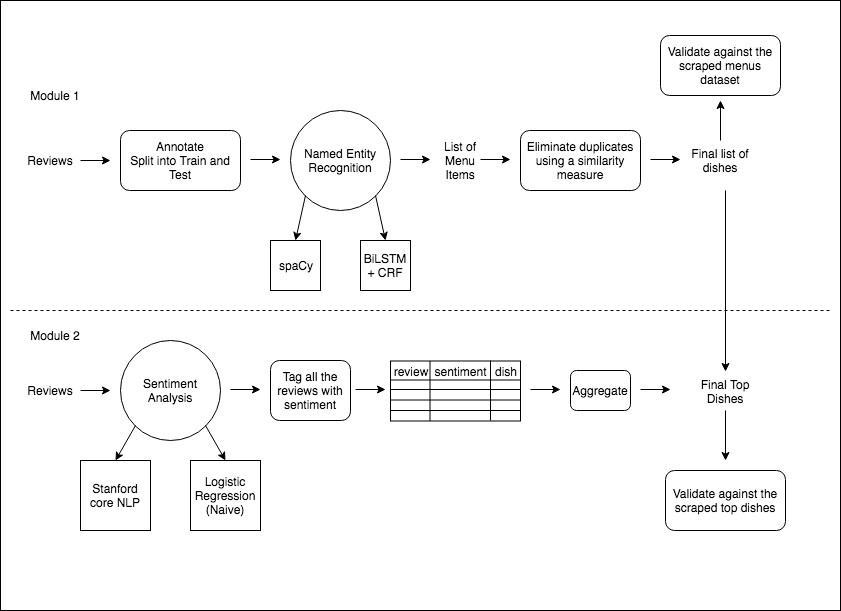 Validate against the
scraped menus
dataset
Module 1
Reviews
Annotate
Split into Train and
Test
Named Entity
Recognition
List of
Menu
Items
Eliminate duplicates
using a similarity
measure
Final list of
dishes
spaCy
BiLSTM
+ CRF
Module 2
Reviews
Sentiment
Analysis
Tag all the
reviews with
sentiment
review sentiment dish
Aggregate
Final Top
Dishes
Stanford
core NLP
Logistic
Regression
(Naive)
Validate against the
scraped top dishes